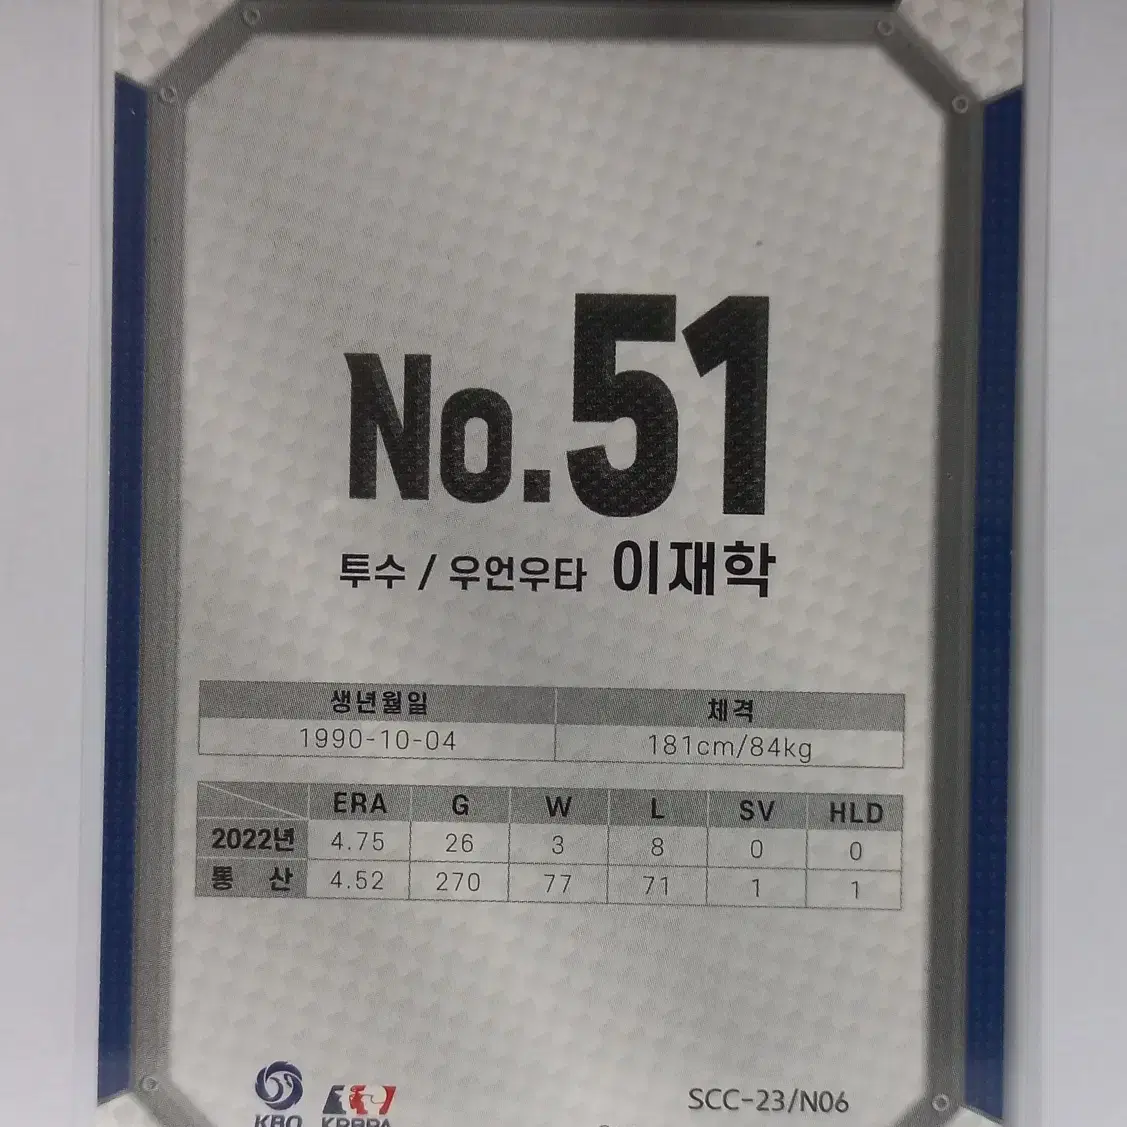 No.51
투수 / 우언우타 이재학
생년월일 체격
1990-10-04 181cm/84kg
ERA G W L SV HLD
2022년 4.75 26 3 8 0 0
통 산 4.52 270 77 71 1 1
SCC-23/N06
KBO KPBPA